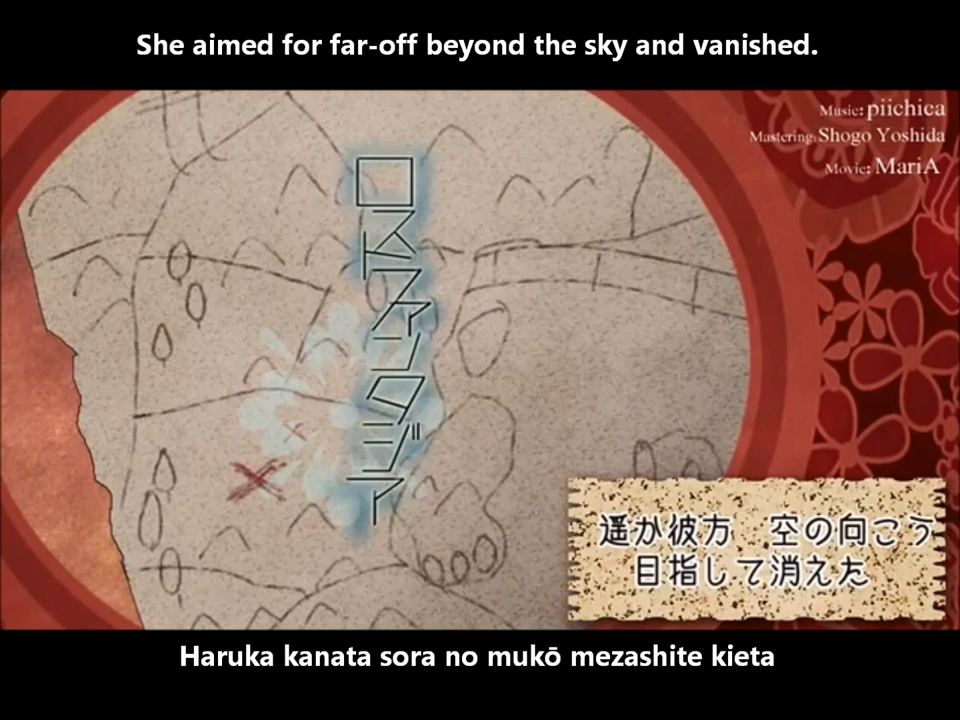 She aimed for far-off beyond the sky and vanished.
Music: piichica
Mastering: Shogo Yoshida
Movie: MariA
ロストファンタジア
遥か彼方　空の向こう
目指して消えた
Haruka kanata sora no mukō mezashite kieta